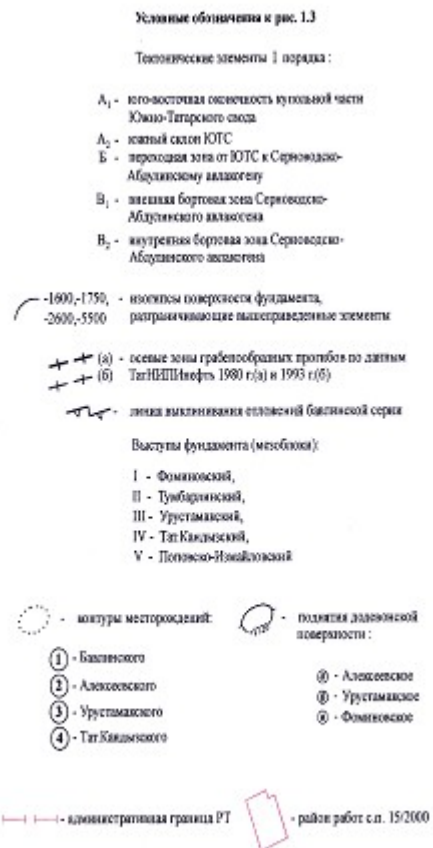 Условные обозначения к рис. 1.3
Тектонические элементы 1 порядка :
А1 - юго-восточная оконечность купольной части
Южно-Татарского свода
А2 - южный склон ЮТС
Б - переходная зона от ЮТС к Серноводско-
Абдулинскому авлакогену
В1 - внешняя бортовая зона Серноводско-
Абдулинского авлакогена
В2 - внутренняя бортовая зона Серноводско-
Абдулинского авлакогена
-1600,-1750, - изогипсы поверхности фундамента,
-2600,-5500 разграничивающие вышеприведенные элементы
(а) - осевые зоны грабенообразных прогибов по данным
(б) ТатНИПИнефть 1980 г.(а) и 1993 г.(б)
- линия выклинивания отложений бавлинской серии
Выступы фундамента (мезоблоки):
I - Фоминовский,
II - Тумбарлинский,
III - Урустамакский,
IV - Тат.Кандызский,
V - Поповско-Измайловский
- контуры месторождений:
1 - Бавлинского
2 - Алексеевского
3 - Урустамакского
4 - Тат.Кандызского
- поднятия додевонской
поверхности :
- Алексеевское
- Урустамакское
- Фоминовское
- административная граница РТ
- район работ с.п. 15/2000